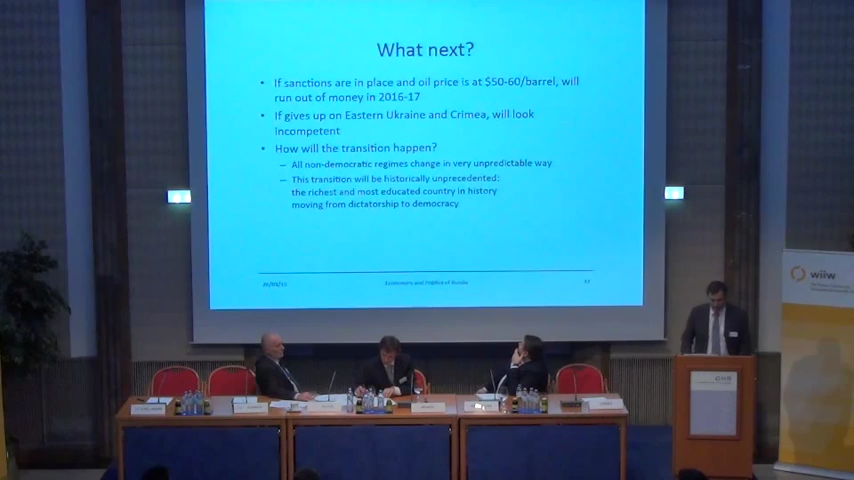 What next?
• If sanctions are in place and oil price is at $50-60/barrel, will
run out of money in 2016-17
• If gives up on Eastern Ukraine and Crimea, will look
incompetent
• How will the transition happen?
– All non-democratic regimes change in very unpredictable way
– This transition will be historically unprecedented:
the richest and most educated country in history
moving from dictatorship to democracy
Economics and Politics of Russia
wiiw